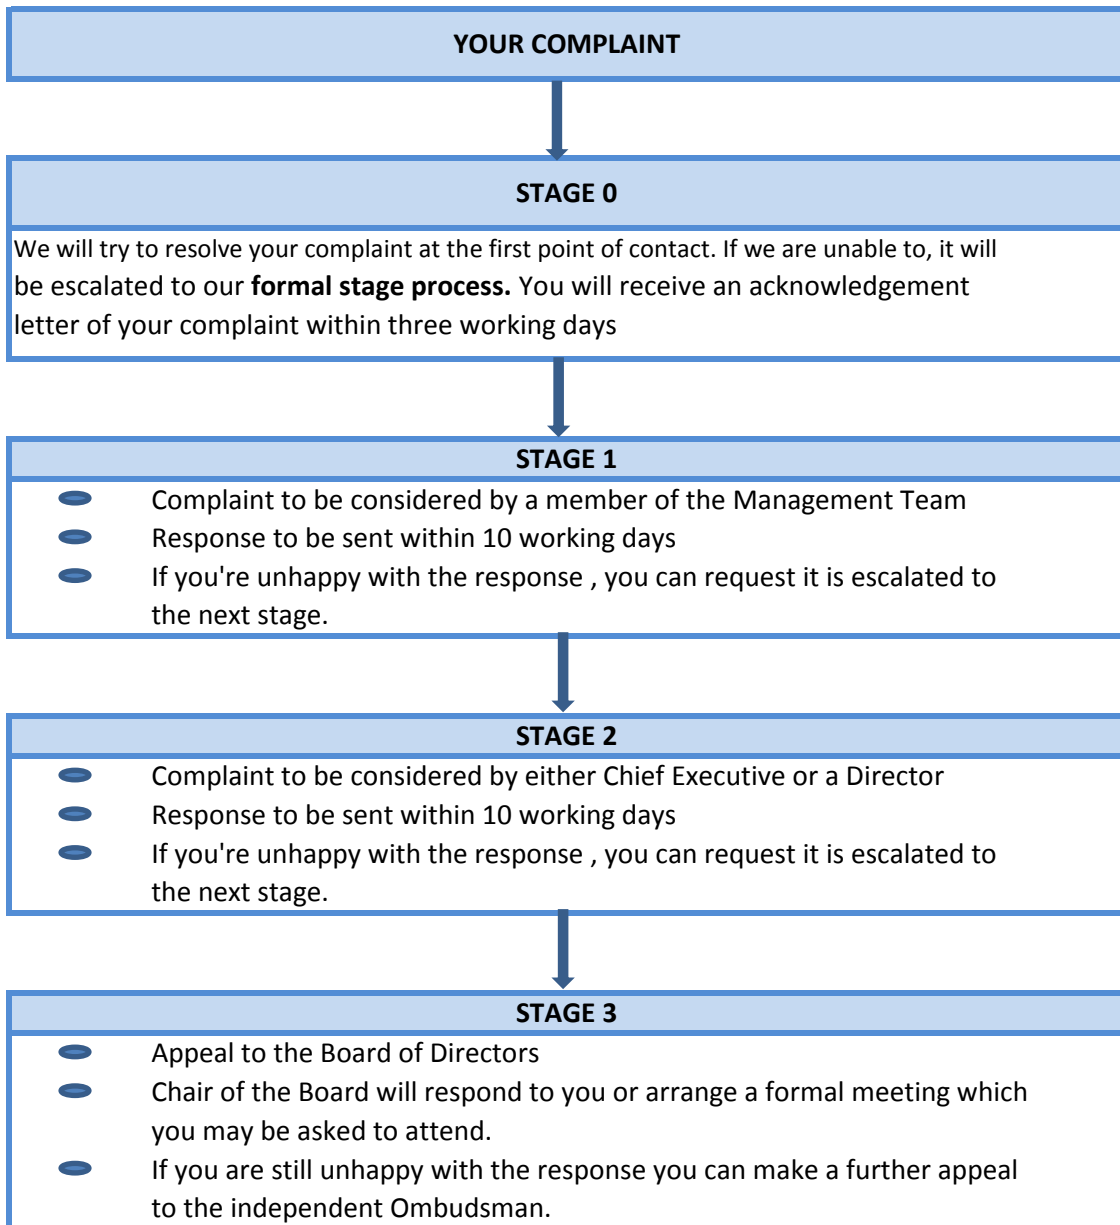 YOUR COMPLAINT
STAGE 0
We will try to resolve your complaint at the first point of contact. If we are unable to, it will
be escalated to our formal stage process. You will receive an acknowledgement
letter of your complaint within three working days
STAGE 1
Complaint to be considered by a member of the Management Team
Response to be sent within 10 working days
If you're unhappy with the response , you can request it is escalated to
the next stage.
STAGE 2
Complaint to be considered by either Chief Executive or a Director
Response to be sent within 10 working days
If you're unhappy with the response , you can request it is escalated to
the next stage.
STAGE 3
Appeal to the Board of Directors
Chair of the Board will respond to you or arrange a formal meeting which
you may be asked to attend.
If you are still unhappy with the response you can make a further appeal
to the independent Ombudsman.